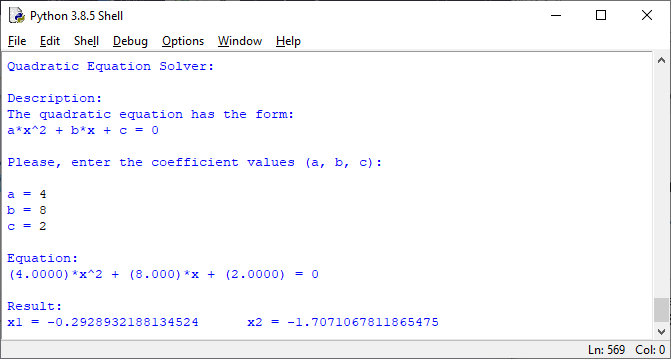 Python 3.8.5 Shell
File Edit Shell Debug Options Window Help
Quadratic Equation Solver:
Description:
The quadratic equation has the form:
a*x^2 + b*x + c = 0
Please, enter the coefficient values (a, b, c):
a = 4
b = 8
c = 2
Equation:
(4.0000)*x^2 + (8.000)*x + (2.0000) = 0
Result:
x1 = -0.2928932188134524 x2 = -1.7071067811865475
Ln: 569 Col: 0